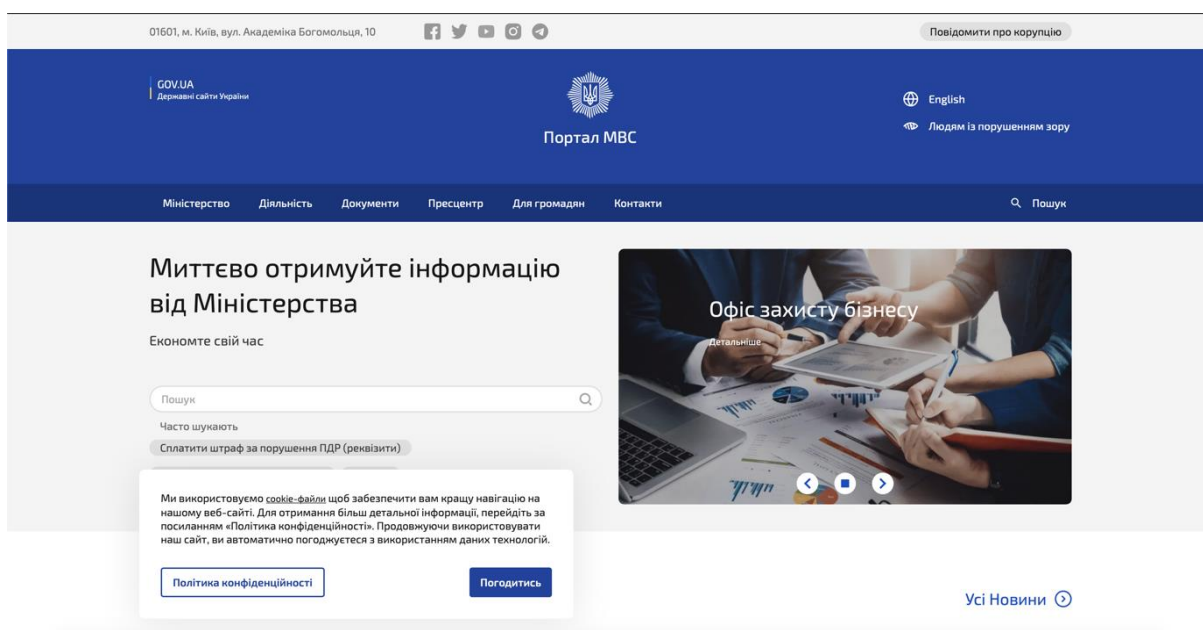 01601, м. Київ, вул. Академіка Богомольця, 10
Повідомити про корупцію
GOV.UA
Державні сайти України
Портал МВС
English
Людям із порушенням зору
Міністерство Діяльність Документи Пресцентр Для громадян Контакти Пошук
Миттєво отримуйте інформацію
від Міністерства
Економте свій час
Пошук
Часто шукають
Сплатити штраф за порушення ПДР (реквізити)
Офіс захисту бізнесу
Детальніше
Ми використовуємо cookie-файли щоб забезпечити вам кращу навігацію на
нашому веб-сайті. Для отримання більш детальної інформації, перейдіть за
посиланням «Політика конфіденційності». Продовжуючи використовувати
наш сайт, ви автоматично погоджуєтеся з використанням даних технологій.
Політика конфіденційності
Погодитись
Усі Новини